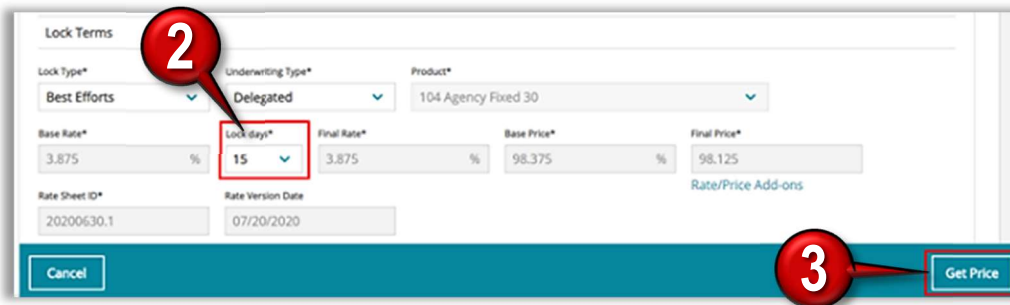 Lock Terms
2
Lock Type* Underwriting Type* Product*
Best Efforts Delegated 104 Agency Fixed 30
Base Rate* Lock days* Final Rate* Base Price* Final Price*
3.875 % 15 3.875 % 98.375 % 98.125
Rate/Price Add-ons
Rate Sheet ID* Rate Version Date
20200630.1 07/20/2020
Cancel 3 Get Price